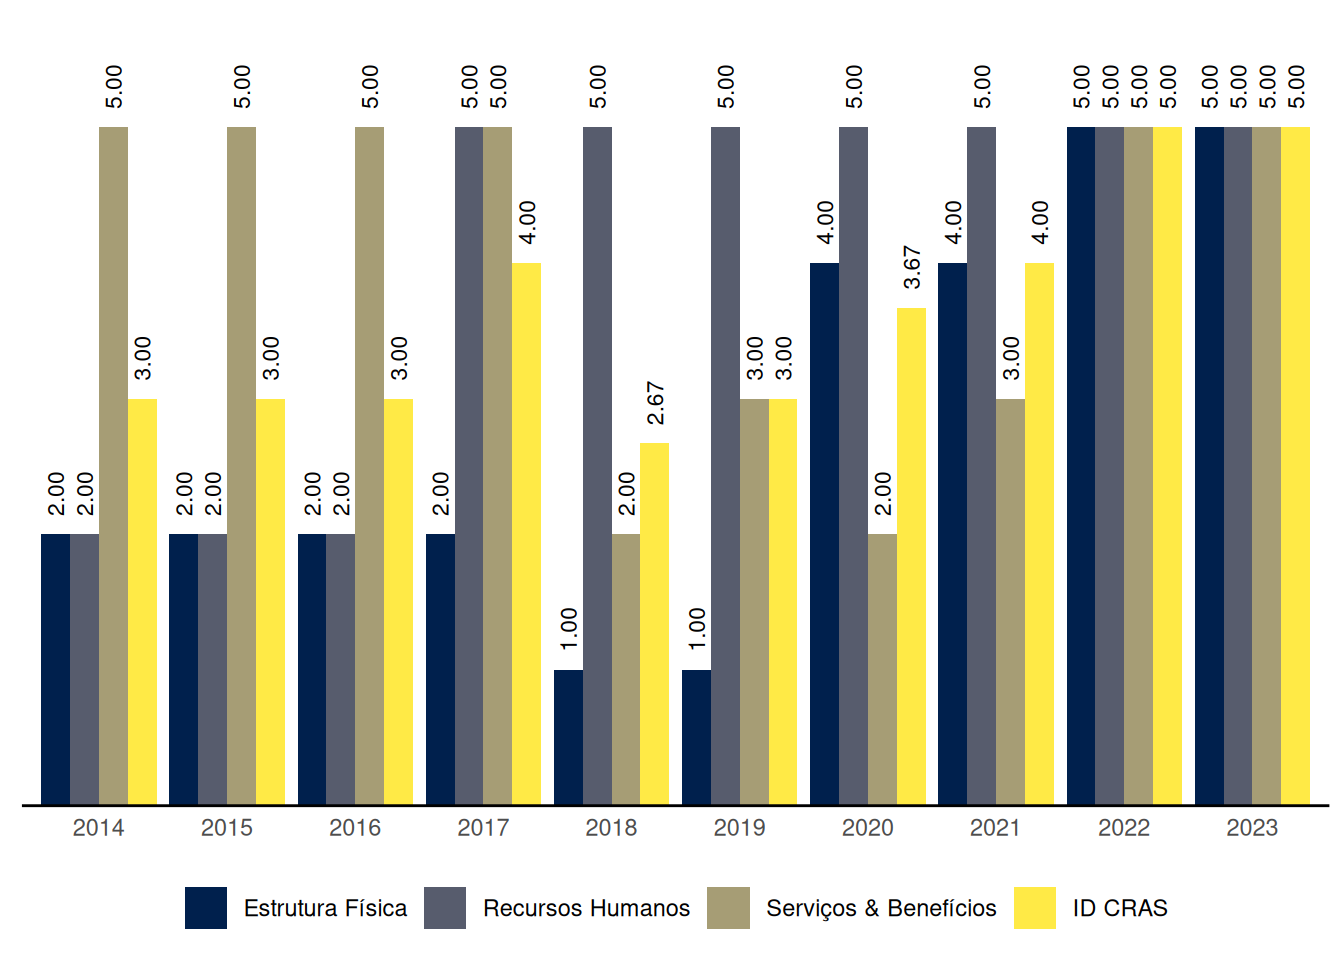 5.00 5.00 5.00 5.00 5.00 5.00 5.00 5.00 5.00 5.00 5.00 5.00 5.00 5.00 5.00 5.00 5.00
4.00 4.00 4.00 4.00
3.67
3.00 3.00 3.00 3.00 3.00 3.00
2.67
2.00 2.00 2.00 2.00 2.00 2.00 2.00 2.00 2.00
1.00 1.00
2014 2015 2016 2017 2018 2019 2020 2021 2022 2023
Estrutura Física Recursos Humanos Serviços & Benefícios ID CRAS